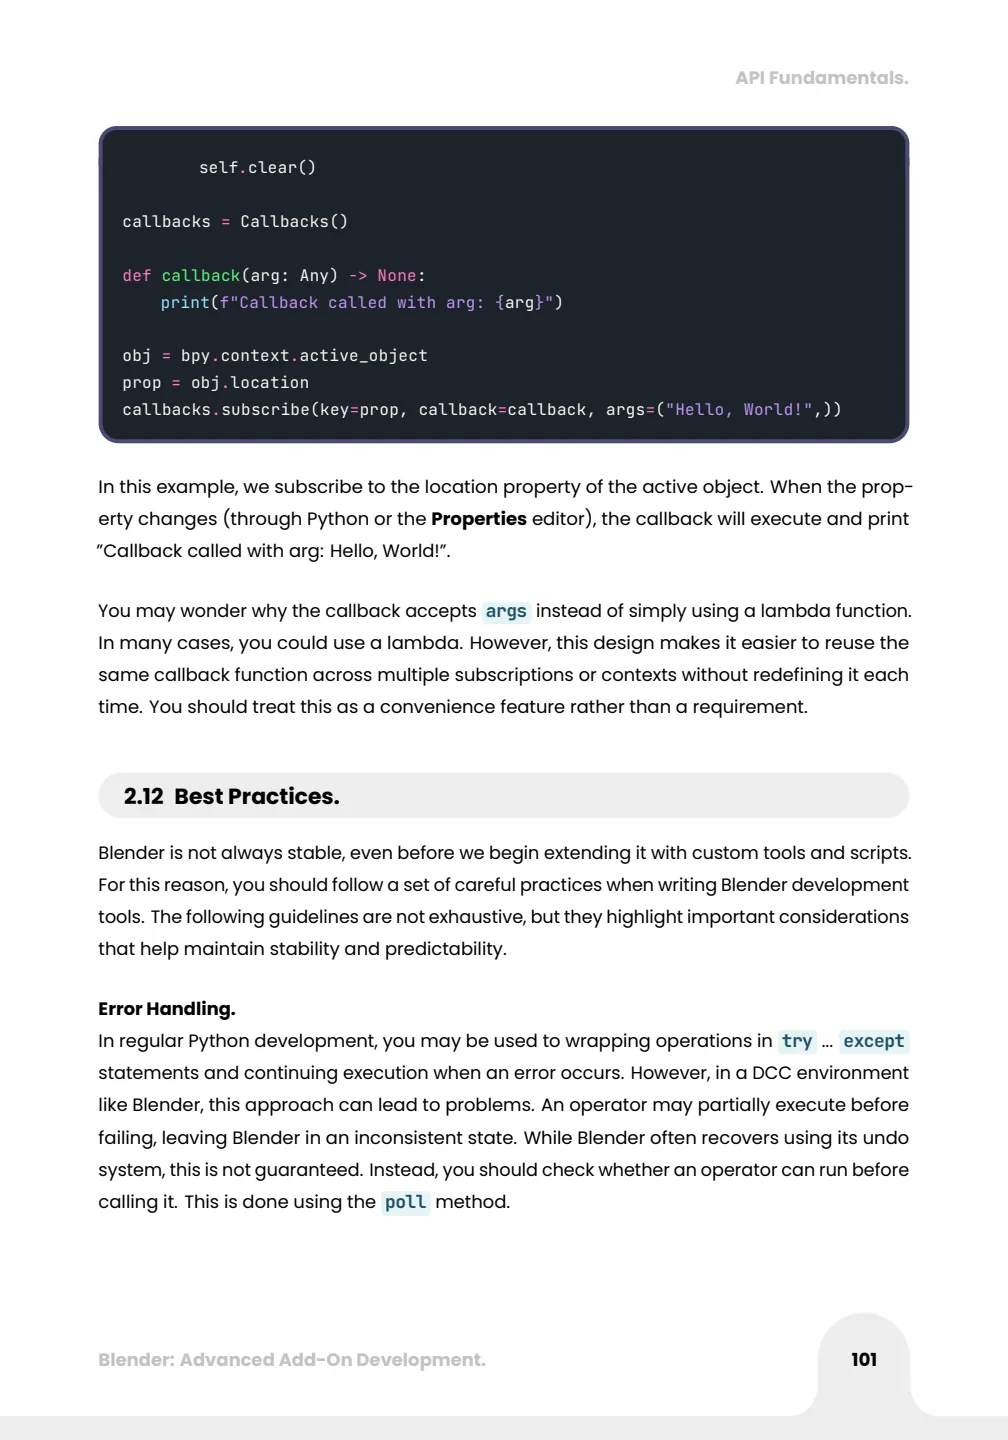 API Fundamentals.
        self.clear()
callbacks = Callbacks()
def callback(arg: Any) -> None:
    print(f"Callback called with arg: {arg}")
obj = bpy.context.active_object
prop = obj.location
callbacks.subscribe(key=prop, callback=callback, args=("Hello, World!",))
In this example, we subscribe to the location property of the active object. When the prop-
erty changes (through Python or the Properties editor), the callback will execute and print
”Callback called with arg: Hello, World!”.
You may wonder why the callback accepts args instead of simply using a lambda function.
In many cases, you could use a lambda. However, this design makes it easier to reuse the
same callback function across multiple subscriptions or contexts without redefining it each
time. You should treat this as a convenience feature rather than a requirement.
2.12 Best Practices.
Blender is not always stable, even before we begin extending it with custom tools and scripts.
For this reason, you should follow a set of careful practices when writing Blender development
tools. The following guidelines are not exhaustive, but they highlight important considerations
that help maintain stability and predictability.
Error Handling.
In regular Python development, you may be used to wrapping operations in try ... except
statements and continuing execution when an error occurs. However, in a DCC environment
like Blender, this approach can lead to problems. An operator may partially execute before
failing, leaving Blender in an inconsistent state. While Blender often recovers using its undo
system, this is not guaranteed. Instead, you should check whether an operator can run before
calling it. This is done using the poll method.
Blender: Advanced Add-On Development.
101